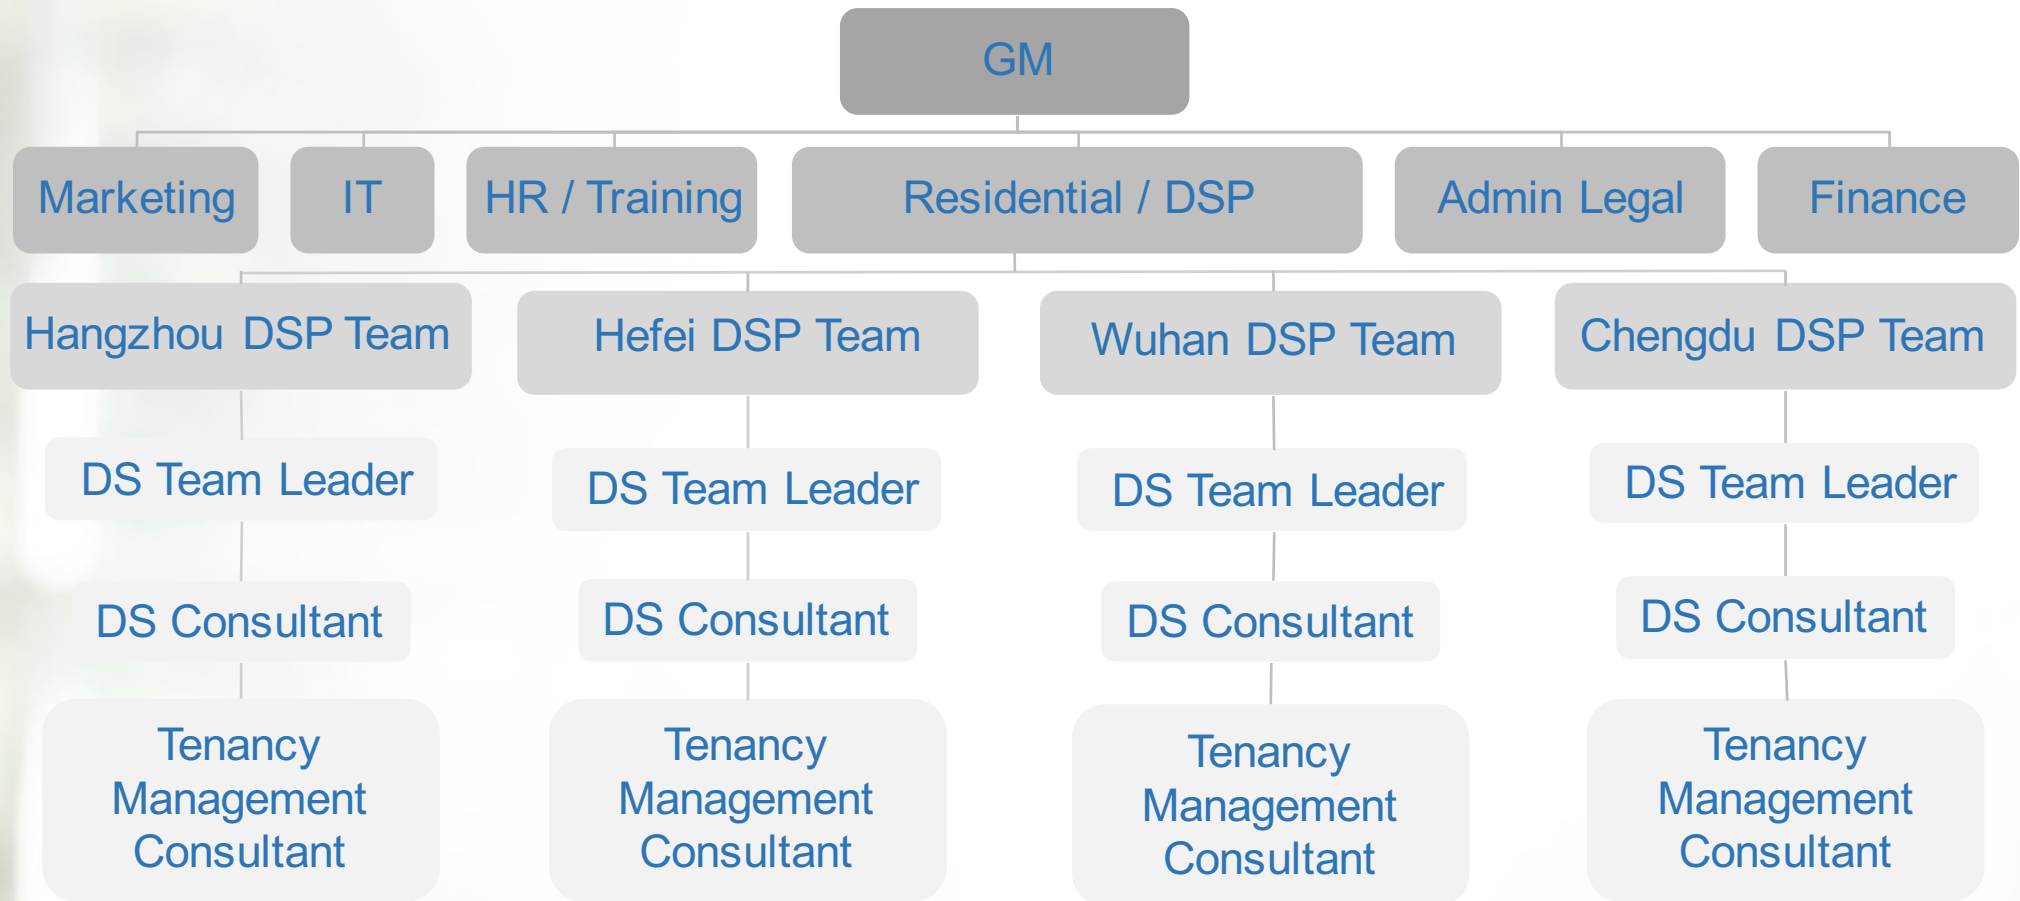 GM
Marketing
IT
HR / Training
Residential / DSP
Admin Legal
Finance
Hangzhou DSP Team
Hefei DSP Team
Wuhan DSP Team
Chengdu DSP Team
DS Team Leader
DS Team Leader
DS Team Leader
DS Team Leader
DS Consultant
DS Consultant
DS Consultant
DS Consultant
Tenancy
Management
Consultant
Tenancy
Management
Consultant
Tenancy
Management
Consultant
Tenancy
Management
Consultant